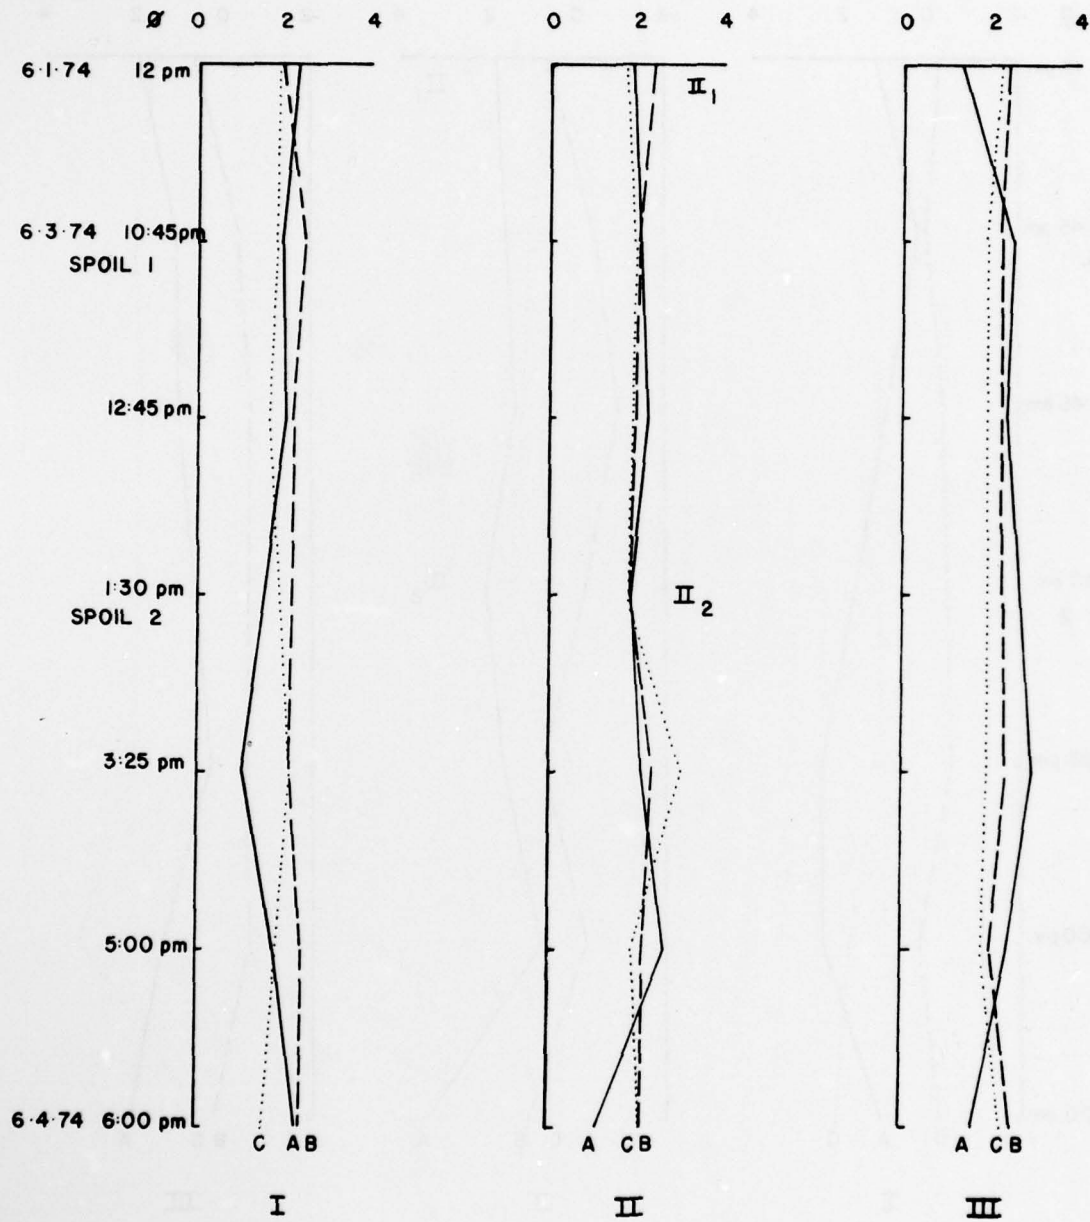 Ø 0 2 4 0 2 4 0 2 4
6·1·74 12 pm
II₁
6·3·74 10:45pm
SPOIL 1
12:45 pm
1:30 pm
SPOIL 2
II₂
3:25 pm
5:00 pm
6·4·74 6:00 pm
C A B A C B A C B
I II III